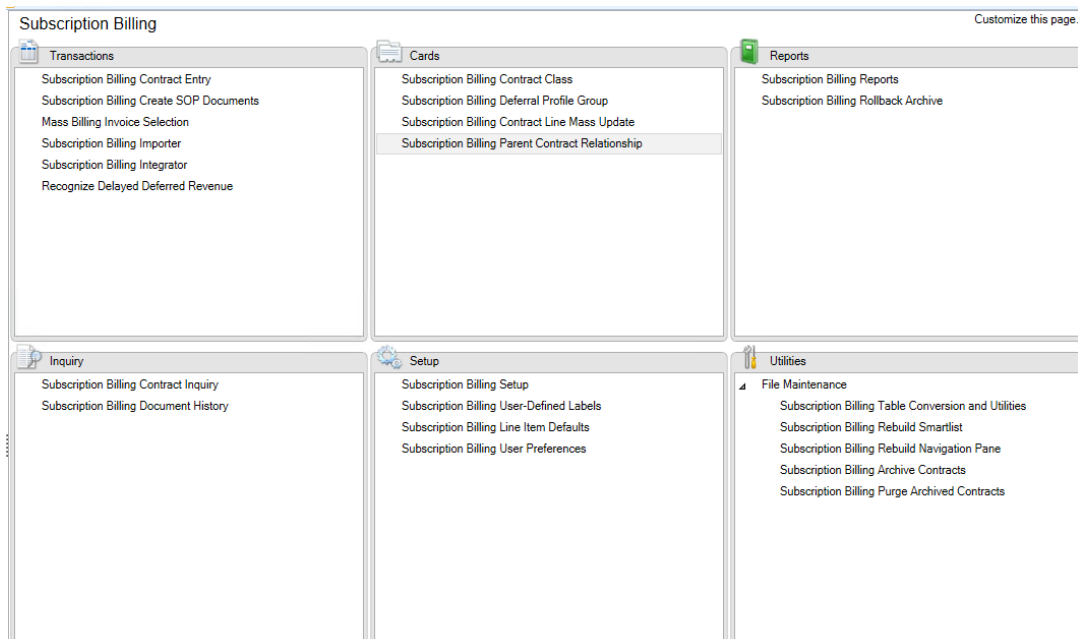 Subscription Billing
Customize this page.
Transactions
Subscription Billing Contract Entry
Subscription Billing Create SOP Documents
Mass Billing Invoice Selection
Subscription Billing Importer
Subscription Billing Integrator
Recognize Delayed Deferred Revenue
Cards
Subscription Billing Contract Class
Subscription Billing Deferral Profile Group
Subscription Billing Contract Line Mass Update
Subscription Billing Parent Contract Relationship
Reports
Subscription Billing Reports
Subscription Billing Rollback Archive
Inquiry
Subscription Billing Contract Inquiry
Subscription Billing Document History
Setup
Subscription Billing Setup
Subscription Billing User-Defined Labels
Subscription Billing Line Item Defaults
Subscription Billing User Preferences
Utilities
File Maintenance
Subscription Billing Table Conversion and Utilities
Subscription Billing Rebuild Smartlist
Subscription Billing Rebuild Navigation Pane
Subscription Billing Archive Contracts
Subscription Billing Purge Archived Contracts